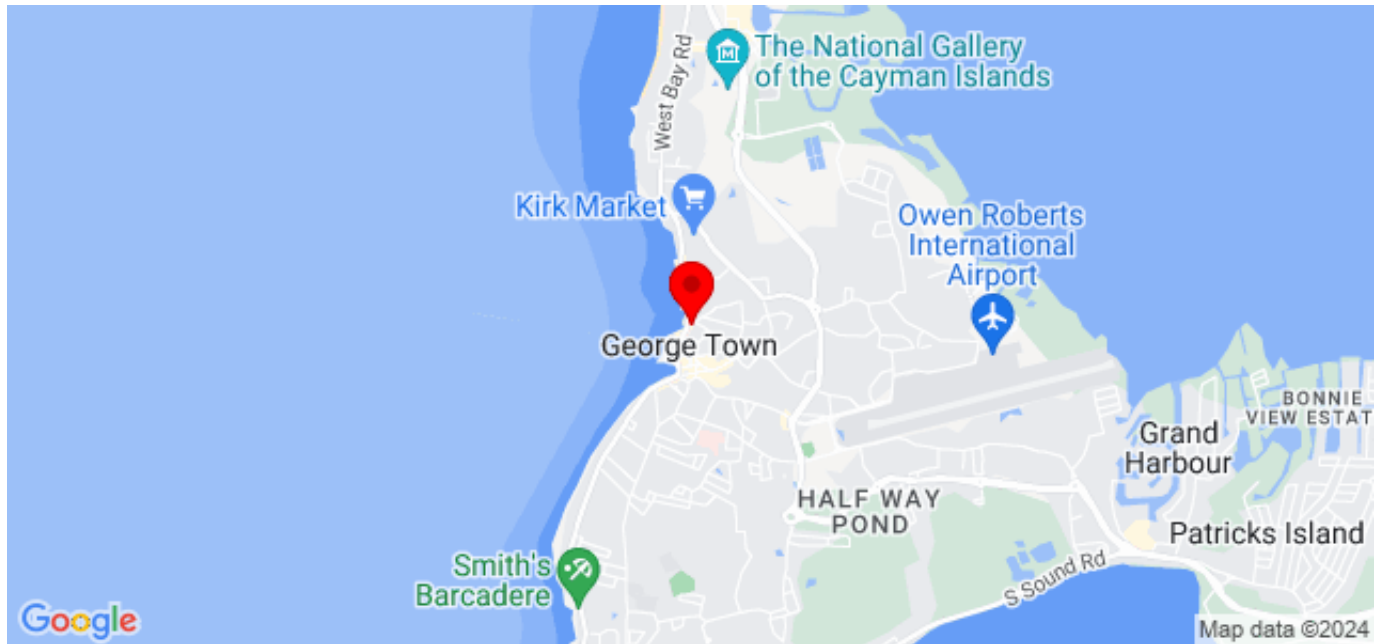 The National Gallery
of the Cayman Islands
West Bay Rd
Kirk Market
Owen Roberts
International
Airport
George Town
BONNIE
VIEW ESTAT
Grand
Harbour
HALF WAY
POND
Patricks Island
Smith's
Barcadere
S Sound Rd
Google
Map data ©2024